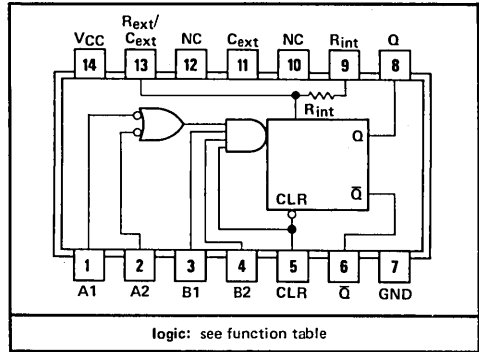 Rext/
VCC Cext NC Cext NC Rint Q
14 13 12 11 10 9 8
Rint
Q
CLR
Q̅
1 2 3 4 5 6 7
A1 A2 B1 B2 CLR Q̅ GND
logic: see function table